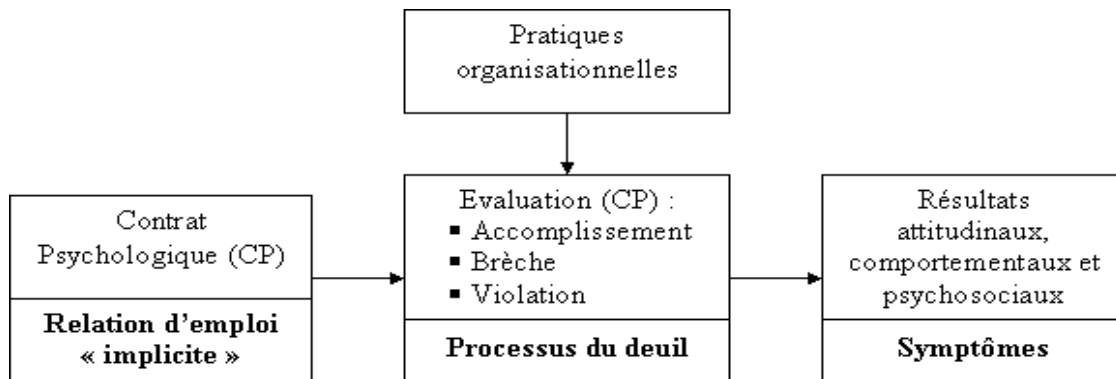 Pratiques
organisationnelles
Contrat
Psychologique (CP)
Relation d’emploi
« implicite »
Evaluation (CP) :
▪ Accomplissement
▪ Brèche
▪ Violation
Processus du deuil
Résultats
attitudinaux,
comportementaux et
psychosociaux
Symptômes